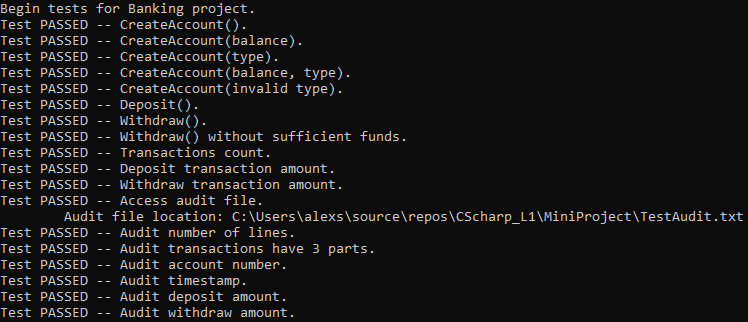 Begin tests for Banking project.
Test PASSED -- CreateAccount().
Test PASSED -- CreateAccount(balance).
Test PASSED -- CreateAccount(type).
Test PASSED -- CreateAccount(balance, type).
Test PASSED -- CreateAccount(invalid type).
Test PASSED -- Deposit().
Test PASSED -- Withdraw().
Test PASSED -- Withdraw() without sufficient funds.
Test PASSED -- Transactions count.
Test PASSED -- Deposit transaction amount.
Test PASSED -- Withdraw transaction amount.
Test PASSED -- Access audit file.
        Audit file location: C:\Users\alexs\source\repos\CScharp_L1\MiniProject\TestAudit.txt
Test PASSED -- Audit number of lines.
Test PASSED -- Audit transactions have 3 parts.
Test PASSED -- Audit account number.
Test PASSED -- Audit timestamp.
Test PASSED -- Audit deposit amount.
Test PASSED -- Audit withdraw amount.